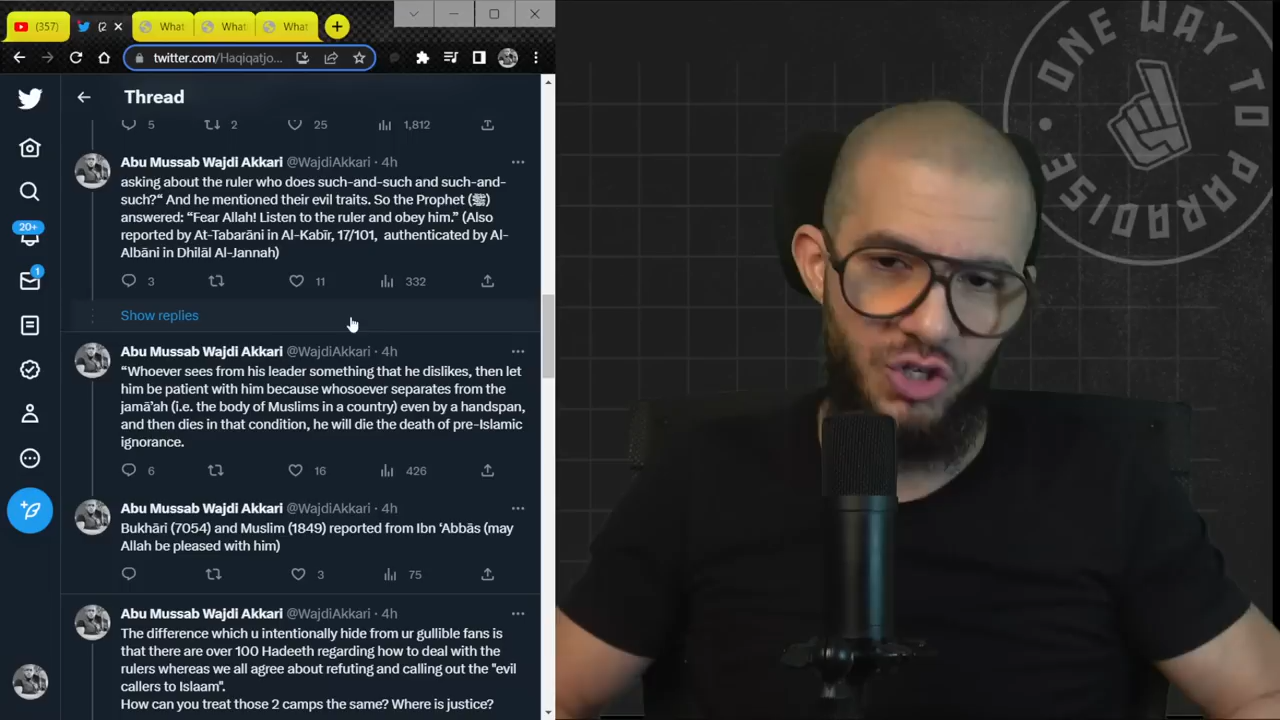 (357)
(2
What
What
What
twitter.com/Haqiqatjo...
Thread
5 2 25 1,812
Abu Mussab Wajdi Akkari @WajdiAkkari · 4h
asking about the ruler who does such-and-such and such-and-
such?“ And he mentioned their evil traits. So the Prophet (ﷺ)
answered: “Fear Allah! Listen to the ruler and obey him.” (Also
reported by At-Tabarāni in Al-Kabīr, 17/101, authenticated by Al-
Albāni in Dhilāl Al-Jannah)
3 11 332
Show replies
Abu Mussab Wajdi Akkari @WajdiAkkari · 4h
“Whoever sees from his leader something that he dislikes, then let
him be patient with him because whosoever separates from the
jamā’ah (i.e. the body of Muslims in a country) even by a handspan,
and then dies in that condition, he will die the death of pre-Islamic
ignorance.
6 16 426
Abu Mussab Wajdi Akkari @WajdiAkkari · 4h
Bukhāri (7054) and Muslim (1849) reported from Ibn ‘Abbās (may
Allah be pleased with him)
3 75
Abu Mussab Wajdi Akkari @WajdiAkkari · 4h
The difference which u intentionally hide from ur gullible fans is
that there are over 100 Hadeeth regarding how to deal with the
rulers whereas we all agree about refuting and calling out the "evil
callers to Islaam".
How can you treat those 2 camps the same? Where is justice?
20+
1
ONE WAY TO PARADISE